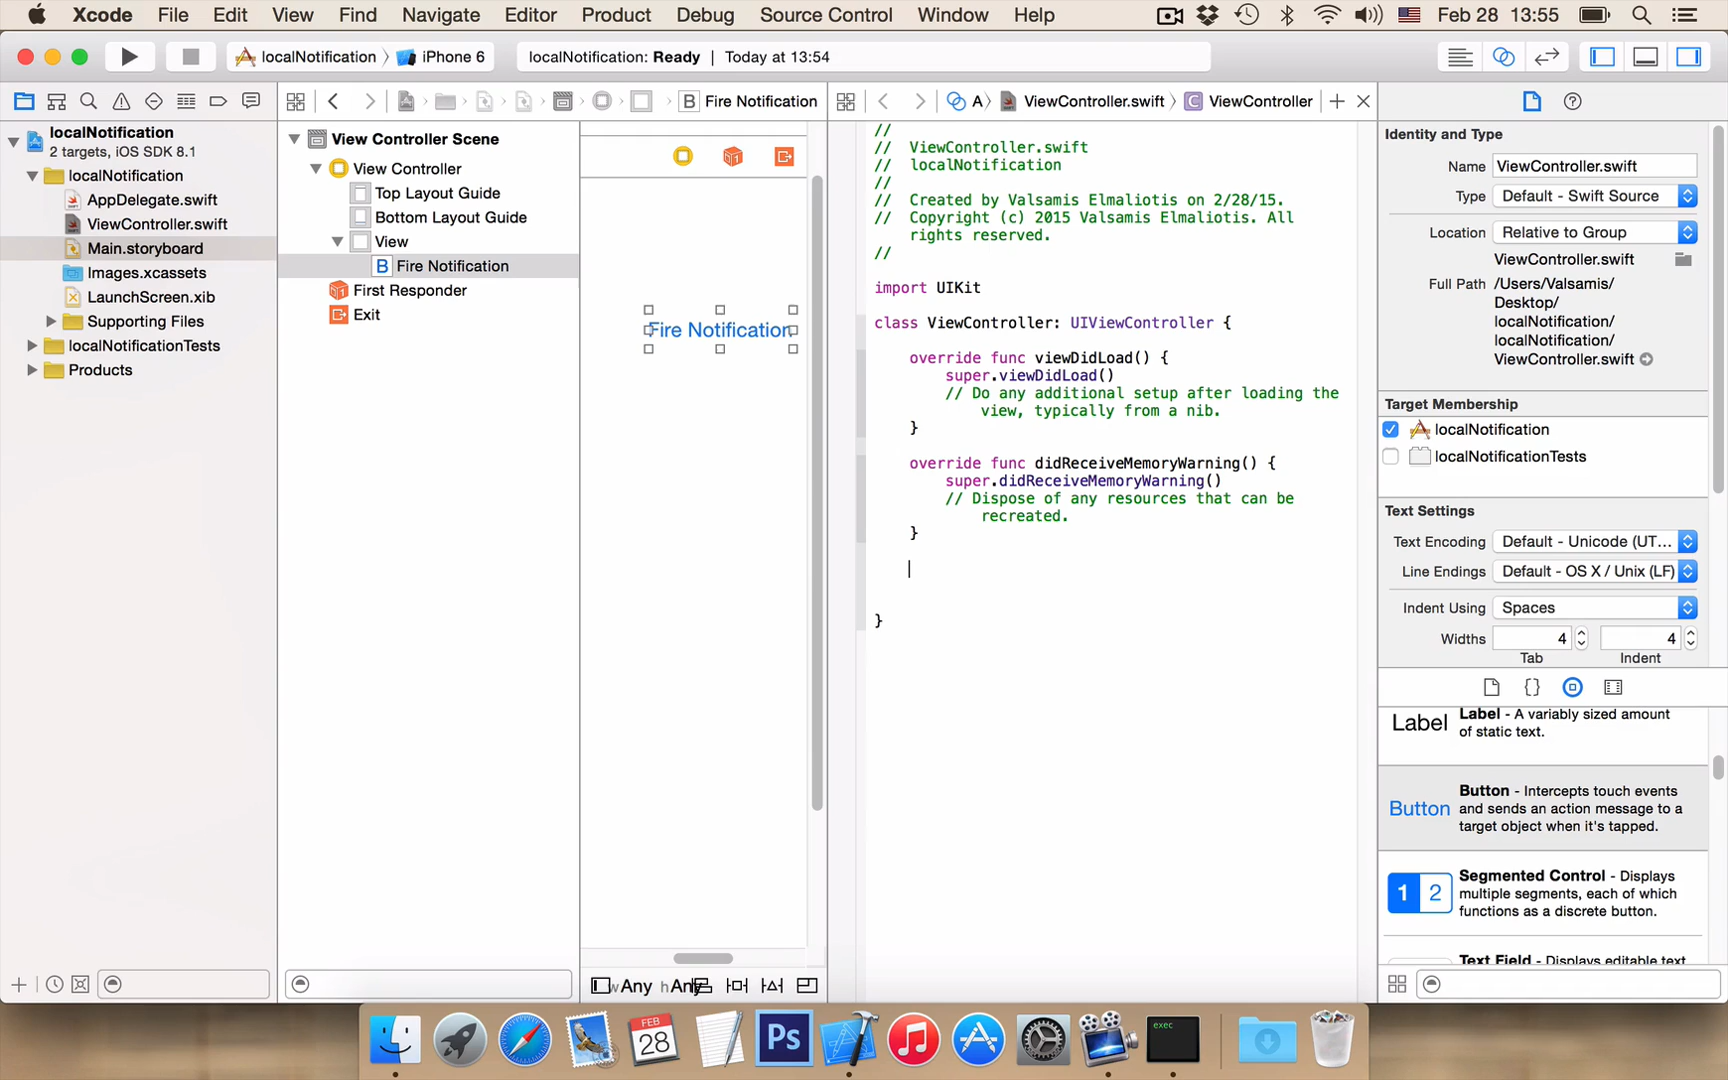 Xcode File Edit View Find Navigate Editor Product Debug Source Control Window Help Feb 28 13:55
localNotification iPhone 6 localNotification: Ready Today at 13:54
B Fire Notification A ViewController.swift C ViewController
localNotification
2 targets, iOS SDK 8.1
localNotification
AppDelegate.swift
ViewController.swift
Main.storyboard
Images.xcassets
LaunchScreen.xib
Supporting Files
localNotificationTests
Products
View Controller Scene
View Controller
Top Layout Guide
Bottom Layout Guide
View
B Fire Notification
First Responder
Exit
Fire Notification
wAny hAny
//
// ViewController.swift
// localNotification
//
// Created by Valsamis Elmaliotis on 2/28/15.
// Copyright (c) 2015 Valsamis Elmaliotis. All
rights reserved.
//
import UIKit
class ViewController: UIViewController {
override func viewDidLoad() {
super.viewDidLoad()
// Do any additional setup after loading the
view, typically from a nib.
}
override func didReceiveMemoryWarning() {
super.didReceiveMemoryWarning()
// Dispose of any resources that can be
recreated.
}
}
Identity and Type
Name ViewController.swift
Type Default - Swift Source
Location Relative to Group
ViewController.swift
Full Path /Users/Valsamis/
Desktop/
localNotification/
localNotification/
ViewController.swift
Target Membership
localNotification
localNotificationTests
Text Settings
Text Encoding Default - Unicode (UT...
Line Endings Default - OS X / Unix (LF)
Indent Using Spaces
Widths 4 4
Tab Indent
Label Label - A variably sized amount
of static text.
Button Button - Intercepts touch events
and sends an action message to a
target object when it's tapped.
1 2 Segmented Control - Displays
multiple segments, each of which
functions as a discrete button.
Text Field - Displays editable text
FEB
28
Ps
exec